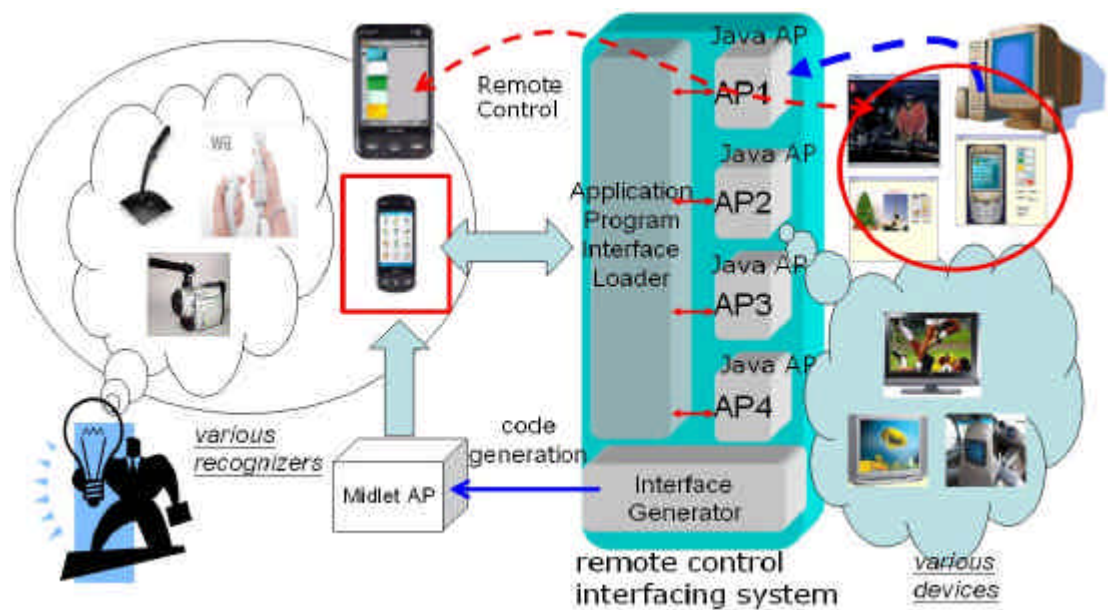 Remote
Control
Java AP
AP1
Java AP
AP2
Java AP
AP3
Java AP
AP4
Application
Program
Interface
Loader
Wii
various
recognizers
code
generation
Midlet AP
Interface
Generator
remote control
interfacing system
various
devices